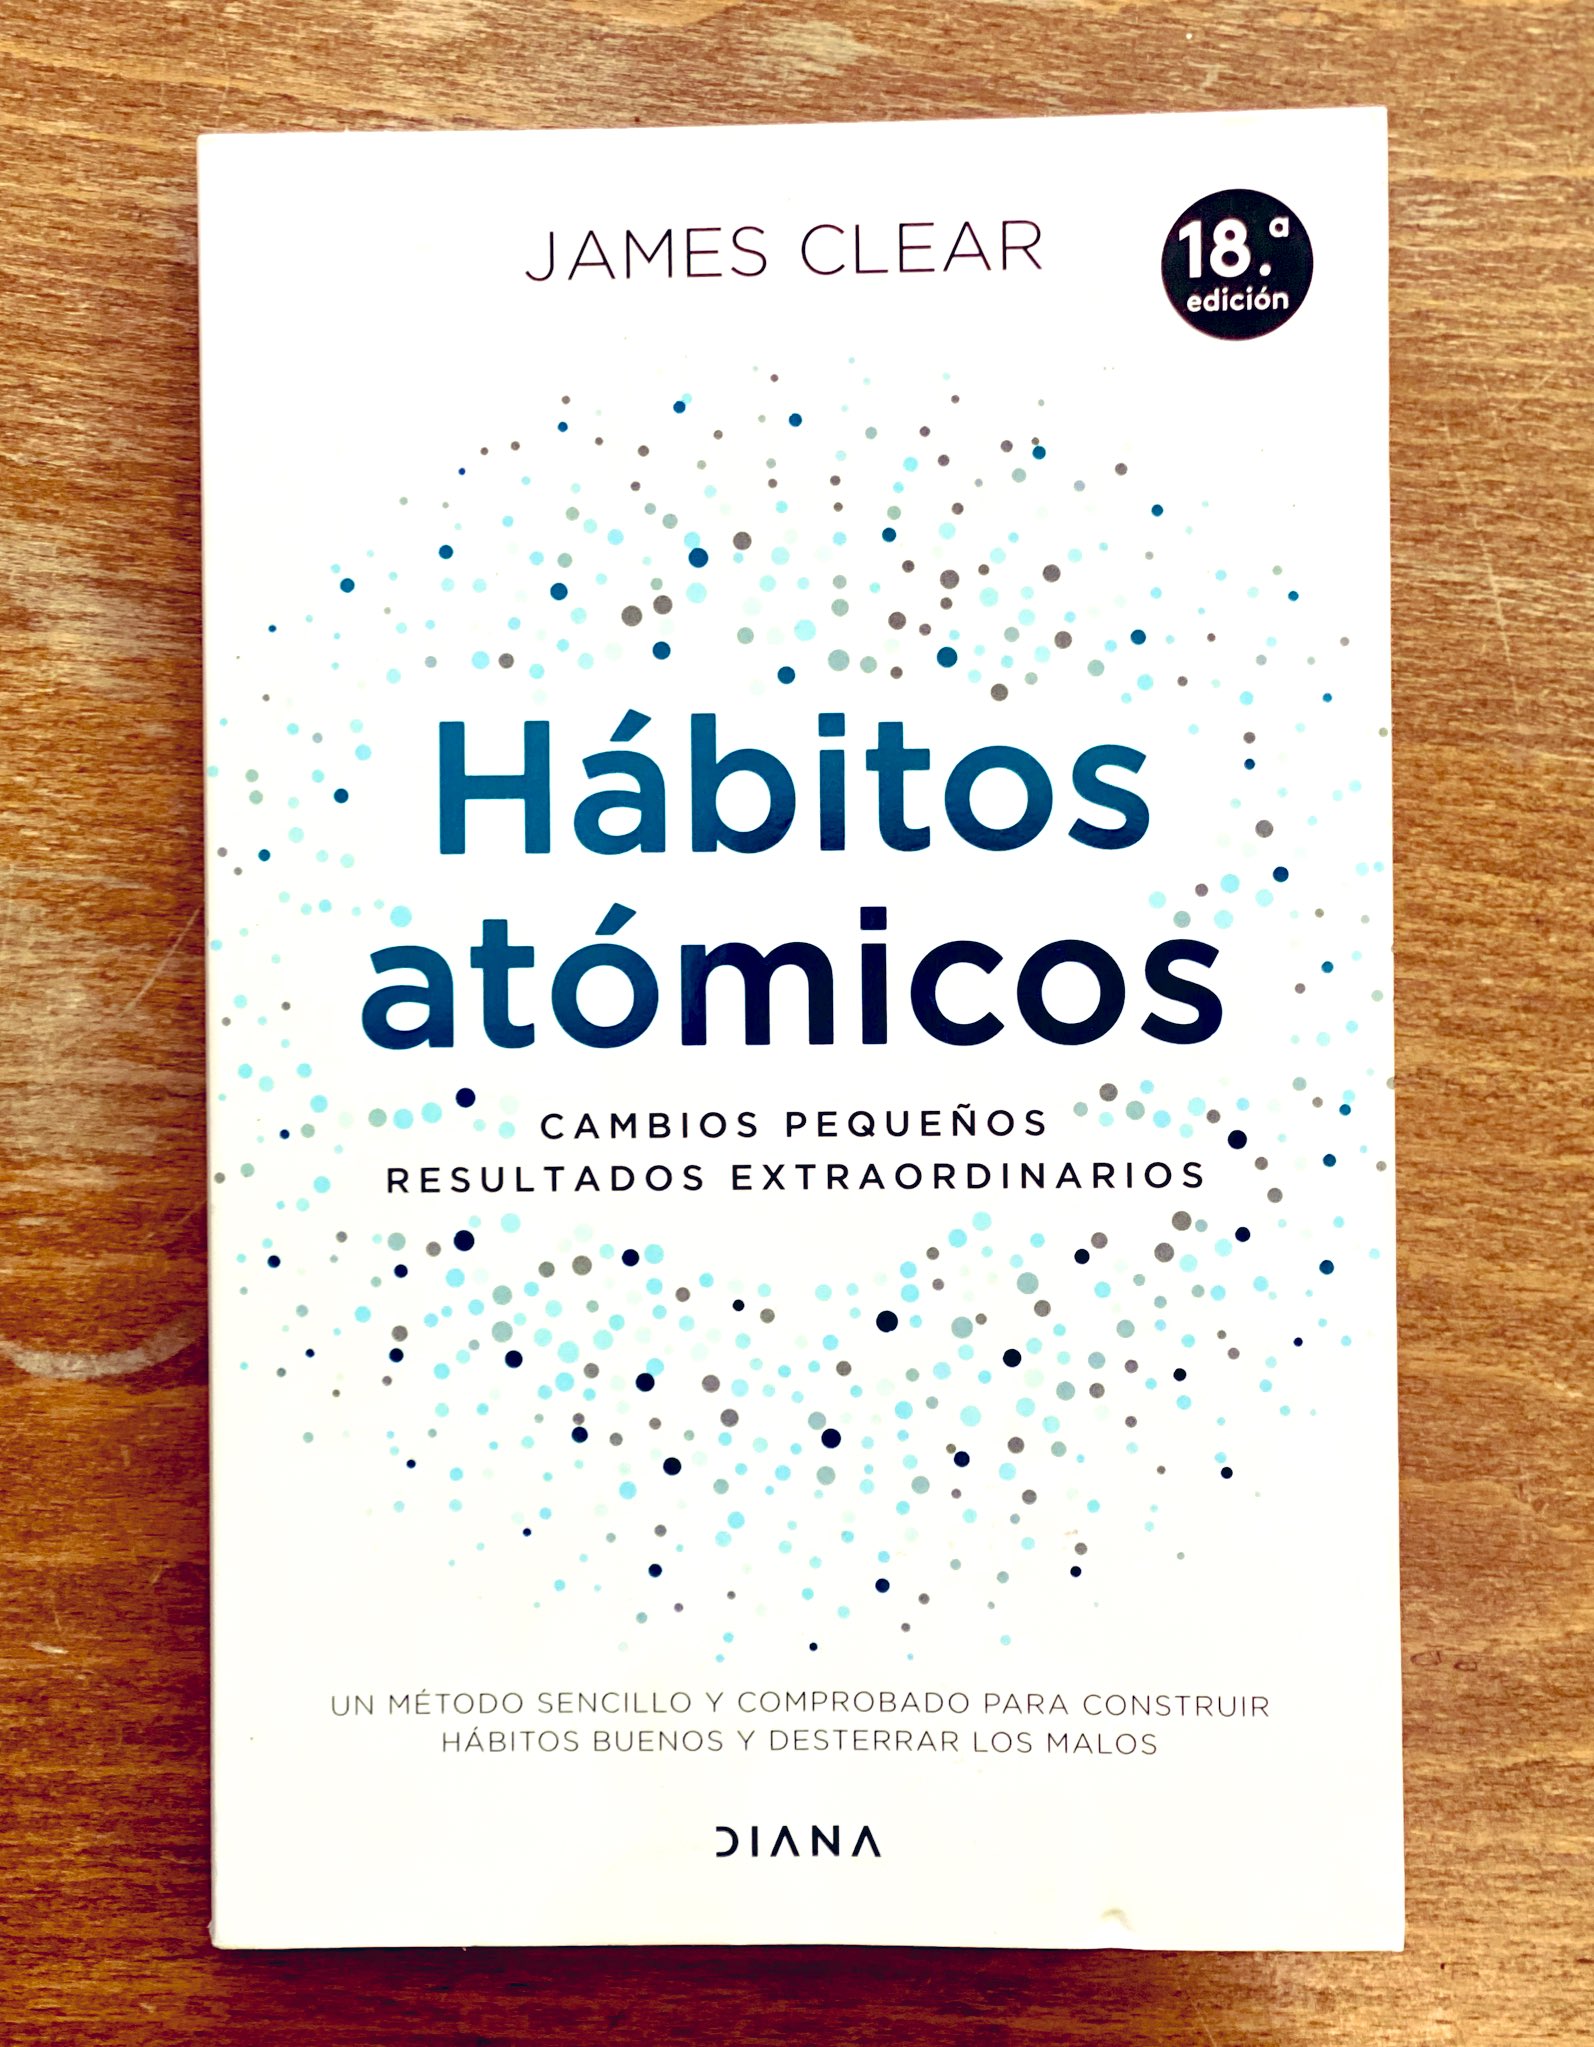 JAMES CLEAR
18.ª
edición
Hábitos
atómicos
CAMBIOS PEQUEÑOS
RESULTADOS EXTRAORDINARIOS
UN MÉTODO SENCILLO Y COMPROBADO PARA CONSTRUIR
HÁBITOS BUENOS Y DESTERRAR LOS MALOS
DIANA